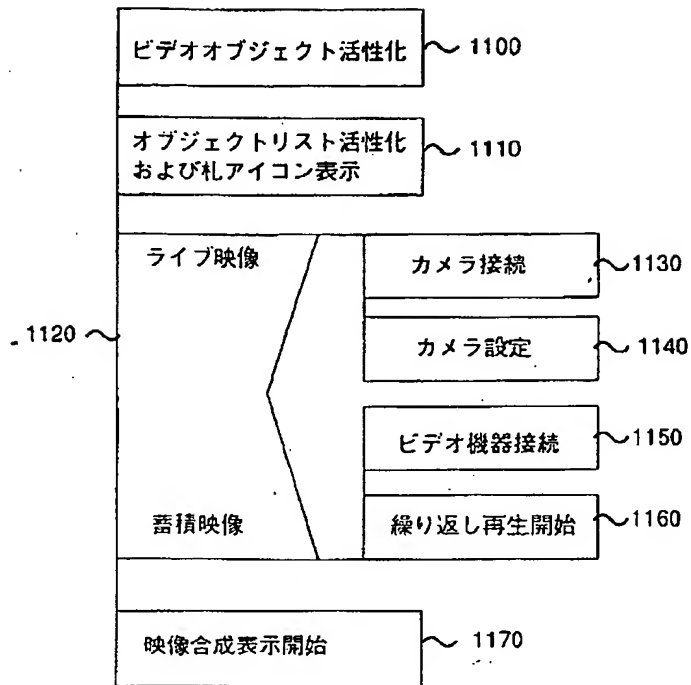 ビデオオブジェクト活性化
1100
オブジェクトリスト活性化
および札アイコン表示
1110
ライブ映像
カメラ接続
1130
1120
カメラ設定
1140
ビデオ機器接続
1150
蓄積映像
繰り返し再生開始
1160
映像合成表示開始
1170